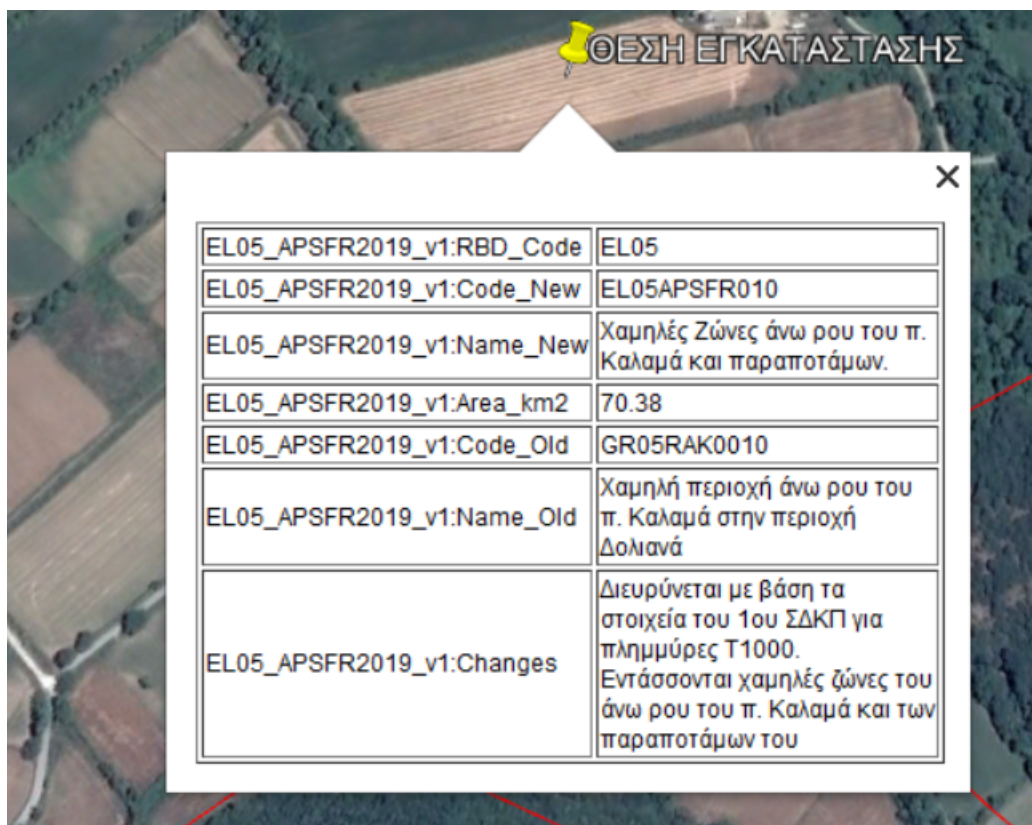 ΘΕΣΗ ΕΓΚΑΤΑΣΤΑΣΗΣ
EL05_APSFR2019_v1:RBD_Code EL05
EL05_APSFR2019_v1:Code_New EL05APSFR010
EL05_APSFR2019_v1:Name_New Χαμηλές Ζώνες άνω ρου του π.
Καλαμά και παραποτάμων.
EL05_APSFR2019_v1:Area_km2 70.38
EL05_APSFR2019_v1:Code_Old GR05RAK0010
EL05_APSFR2019_v1:Name_Old Χαμηλή περιοχή άνω ρου του
π. Καλαμά στην περιοχή
Δολιανά
EL05_APSFR2019_v1:Changes Διευρύνεται με βάση τα
στοιχεία του 1ου ΣΔΚΠ για
πλημμύρες Τ1000.
Εντάσσονται χαμηλές ζώνες του
άνω ρου του π. Καλαμά και των
παραποτάμων του